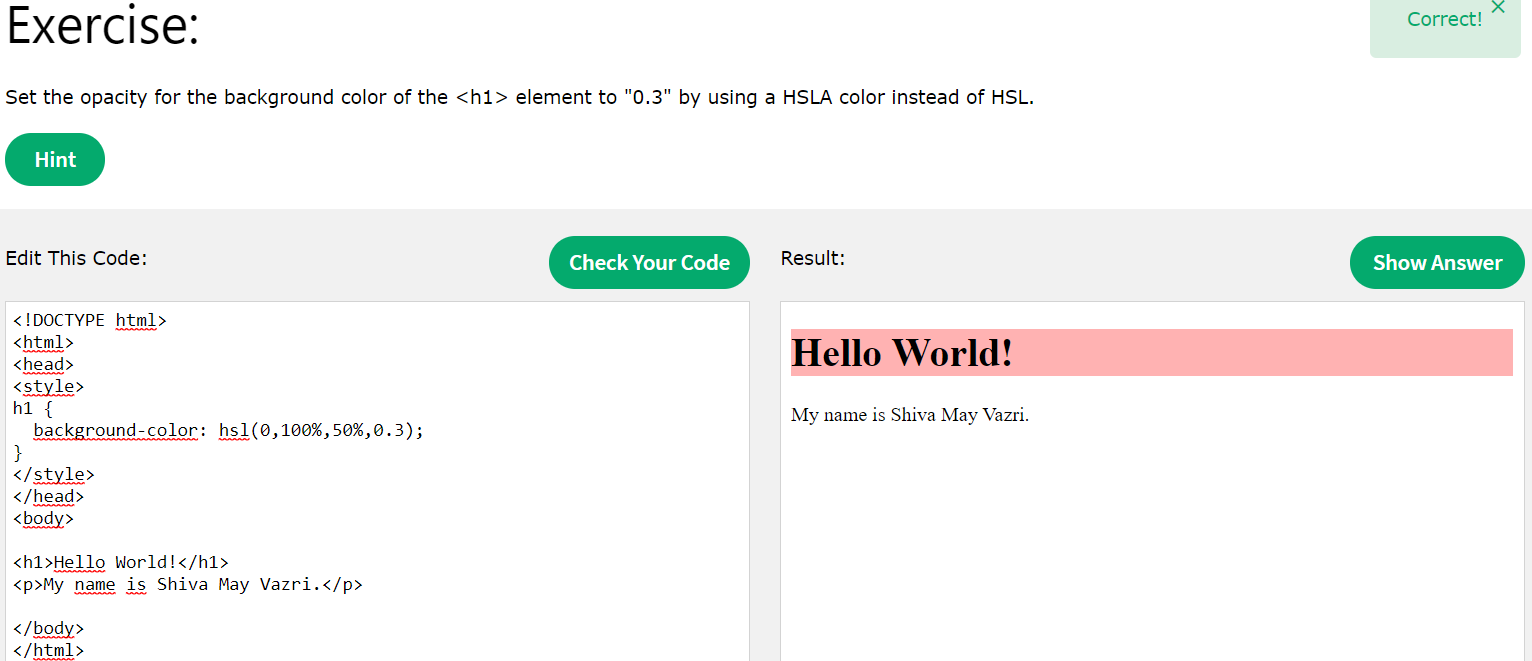 Exercise:
Correct!
×
Set the opacity for the background color of the <h1> element to "0.3" by using a HSLA color instead of HSL.
Hint
Edit This Code:
Check Your Code
Result:
Show Answer
<!DOCTYPE html>
<html>
<head>
<style>
h1 {
  background-color: hsl(0,100%,50%,0.3);
}
</style>
</head>
<body>
<h1>Hello World!</h1>
<p>My name is Shiva May Vazri.</p>
</body>
</html>
Hello World!
My name is Shiva May Vazri.